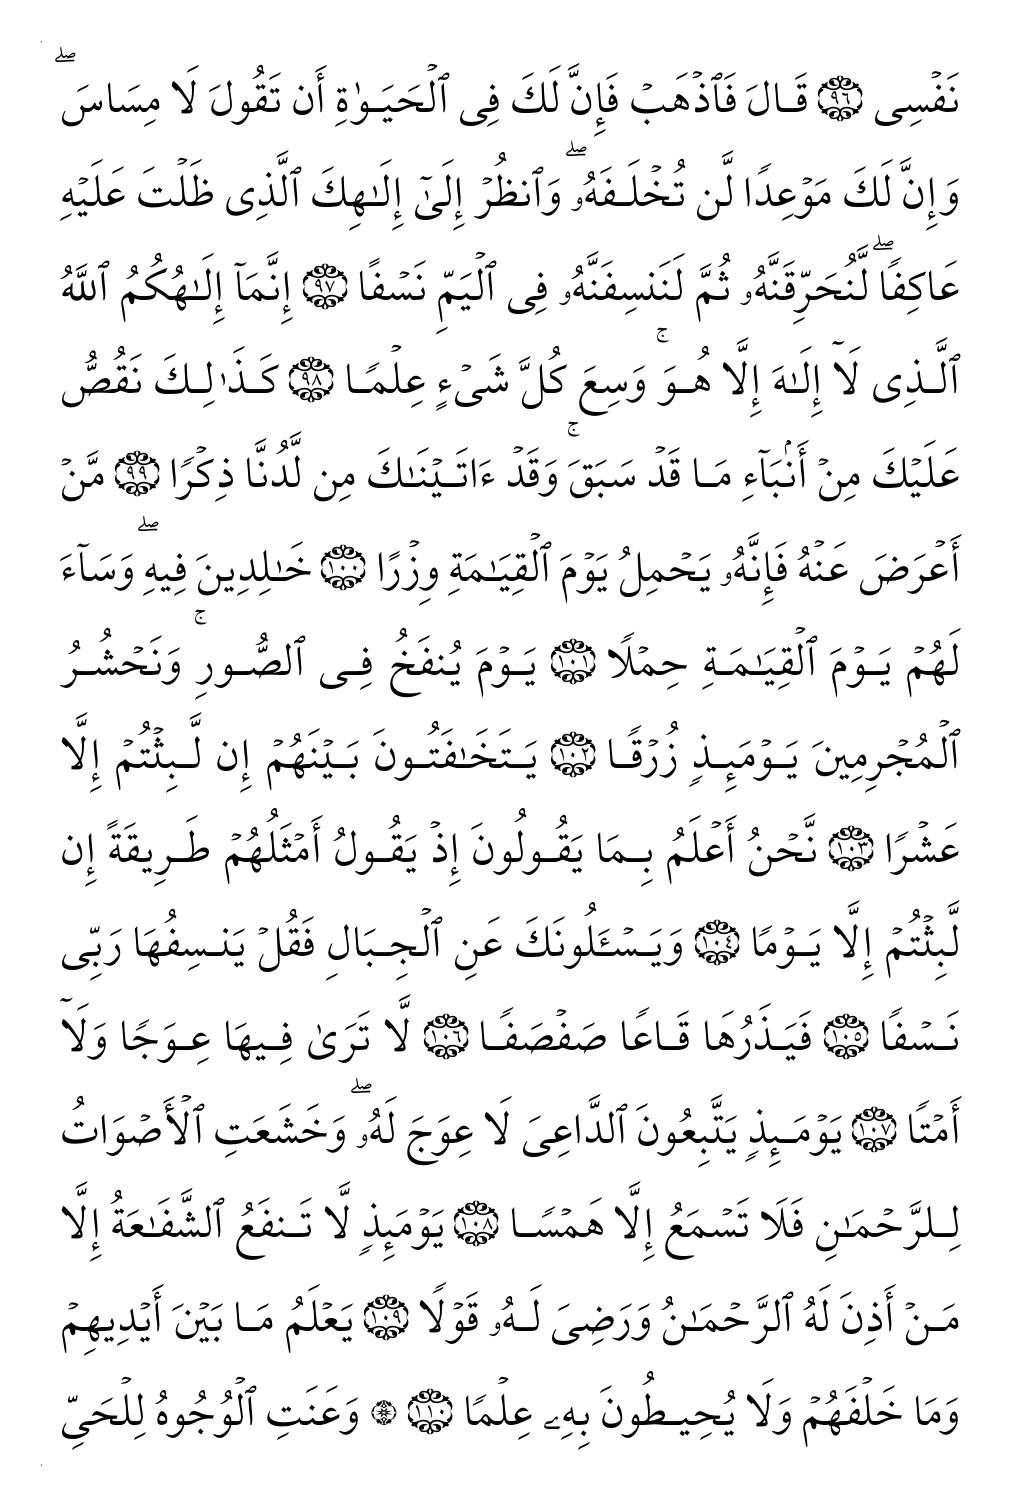 نَفۡسِى ٩٦ قَالَ فَٱذۡهَبۡ فَإِنَّ لَكَ فِى ٱلۡحَيَوٰةِ أَن تَقُولَ لَا مِسَاسَۖ
وَإِنَّ لَكَ مَوۡعِدًا لَّن تُخۡلَفَهُۥۖ وَٱنظُرۡ إِلَىٰٓ إِلَـٰهِكَ ٱلَّذِى ظَلۡتَ عَلَيۡهِ
عَاكِفًاۖ لَّنُحَرِّقَنَّهُۥ ثُمَّ لَنَنسِفَنَّهُۥ فِى ٱلۡيَمِّ نَسۡفًا ٩٧ إِنَّمَآ إِلَـٰهُكُمُ ٱللَّهُ
ٱلَّذِى لَآ إِلَـٰهَ إِلَّا هُوَۚ وَسِعَ كُلَّ شَىۡءٍ عِلۡمًا ٩٨ كَذَٰلِكَ نَقُصُّ
عَلَيۡكَ مِنۡ أَنۢبَآءِ مَا قَدۡ سَبَقَۚ وَقَدۡ ءَاتَيۡنَـٰكَ مِن لَّدُنَّا ذِكۡرًا ٩٩ مَّنۡ
أَعۡرَضَ عَنۡهُ فَإِنَّهُۥ يَحۡمِلُ يَوۡمَ ٱلۡقِيَـٰمَةِ وِزۡرًا ١٠٠ خَـٰلِدِينَ فِيهِۖ وَسَآءَ
لَهُمۡ يَوۡمَ ٱلۡقِيَـٰمَةِ حِمۡلًا ١٠١ يَوۡمَ يُنفَخُ فِى ٱلصُّورِۚ وَنَحۡشُرُ
ٱلۡمُجۡرِمِينَ يَوۡمَئِذٍ زُرۡقًا ١٠٢ يَتَخَـٰفَتُونَ بَيۡنَهُمۡ إِن لَّبِثۡتُمۡ إِلَّا
عَشۡرًا ١٠٣ نَّحۡنُ أَعۡلَمُ بِمَا يَقُولُونَ إِذۡ يَقُولُ أَمۡثَلُهُمۡ طَرِيقَةً إِن
لَّبِثۡتُمۡ إِلَّا يَوۡمًا ١٠٤ وَيَسۡـَٔلُونَكَ عَنِ ٱلۡجِبَالِ فَقُلۡ يَنسِفُهَا رَبِّى
نَسۡفًا ١٠٥ فَيَذَرُهَا قَاعًا صَفۡصَفًا ١٠٦ لَّا تَرَىٰ فِيهَا عِوَجًا وَلَآ
أَمۡتًا ١٠٧ يَوۡمَئِذٍ يَتَّبِعُونَ ٱلدَّاعِىَ لَا عِوَجَ لَهُۥۖ وَخَشَعَتِ ٱلۡأَصۡوَاتُ
لِلرَّحۡمَـٰنِ فَلَا تَسۡمَعُ إِلَّا هَمۡسًا ١٠٨ يَوۡمَئِذٍ لَّا تَنفَعُ ٱلشَّفَـٰعَةُ إِلَّا
مَنۡ أَذِنَ لَهُ ٱلرَّحۡمَـٰنُ وَرَضِىَ لَهُۥ قَوۡلًا ١٠٩ يَعۡلَمُ مَا بَيۡنَ أَيۡدِيهِمۡ
وَمَا خَلۡفَهُمۡ وَلَا يُحِيطُونَ بِهِۦ عِلۡمًا ١١٠ ۞ وَعَنَتِ ٱلۡوُجُوهُ لِلۡحَىِّ